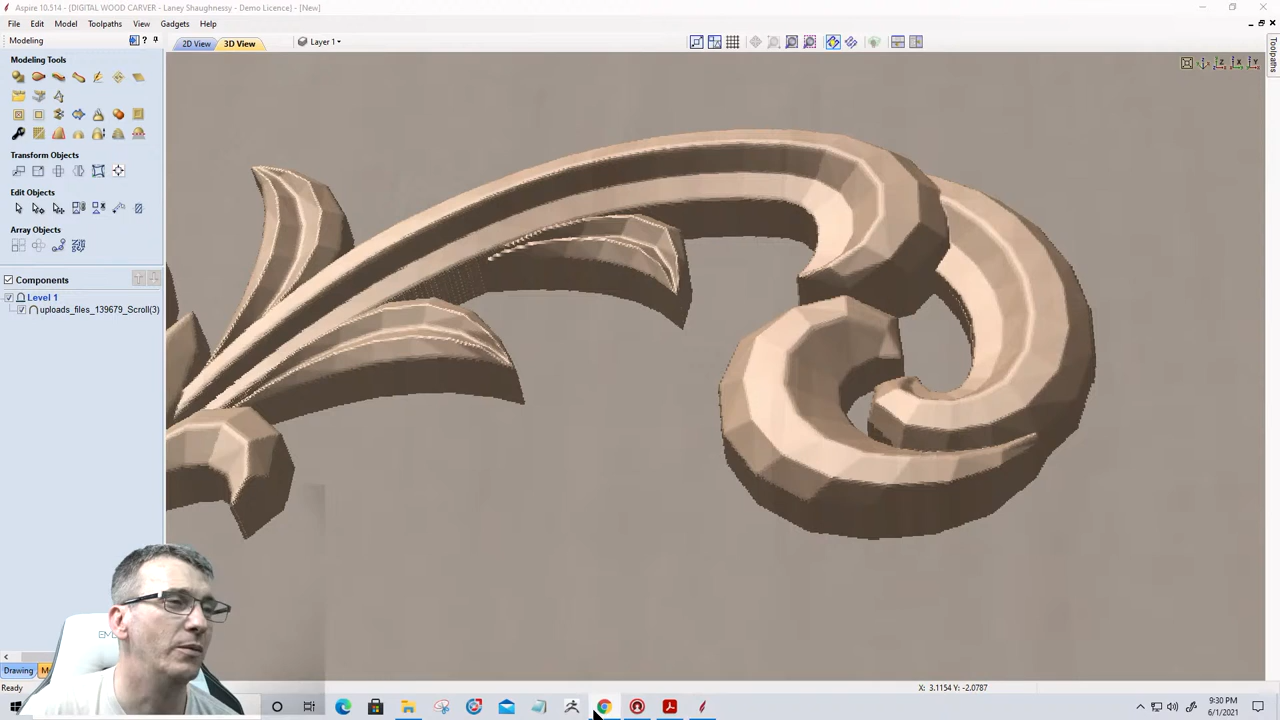 Aspire 10.514 - [DIGITAL WOOD CARVER - Laney Shaughnessy - Demo Licence] - [New]
File Edit Model Toolpaths View Gadgets Help
Modeling ?
2D View 3D View Layer 1
Modeling Tools
Transform Objects
Edit Objects
Array Objects
Components
Level 1
uploads_files_139679_Scroll(3)
Toolpaths
Drawing
Ready
X: 3.1154 Y: -2.0787
9:30 PM
6/1/2021